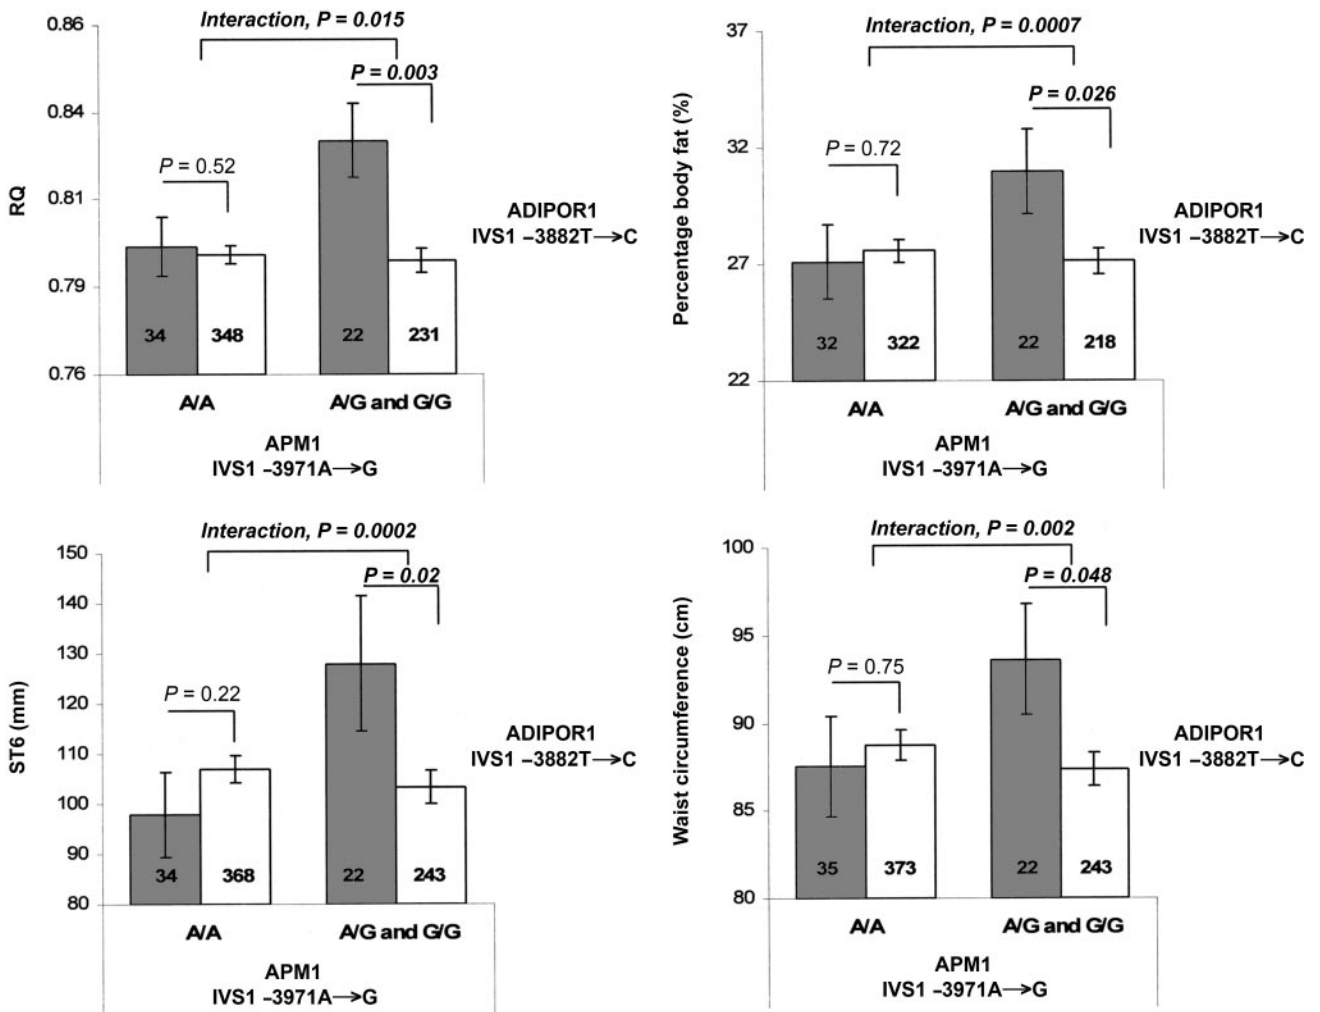 Interaction, P = 0.015
P = 0.003
P = 0.52
RQ
0.86
0.84
0.81
0.79
0.76
34
348
22
231
A/A
A/G and G/G
APM1
IVS1 –3971A→G
ADIPOR1
IVS1 –3882T→C
Interaction, P = 0.0007
P = 0.026
P = 0.72
Percentage body fat (%)
37
32
27
22
32
322
22
218
A/A
A/G and G/G
APM1
IVS1 –3971A→G
ADIPOR1
IVS1 –3882T→C
Interaction, P = 0.0002
P = 0.02
P = 0.22
ST6 (mm)
150
140
130
120
110
100
90
80
34
368
22
243
A/A
A/G and G/G
APM1
IVS1 –3971A→G
ADIPOR1
IVS1 –3882T→C
Interaction, P = 0.002
P = 0.048
P = 0.75
Waist circumference (cm)
100
95
90
85
80
35
373
22
243
A/A
A/G and G/G
APM1
IVS1 –3971A→G
ADIPOR1
IVS1 –3882T→C